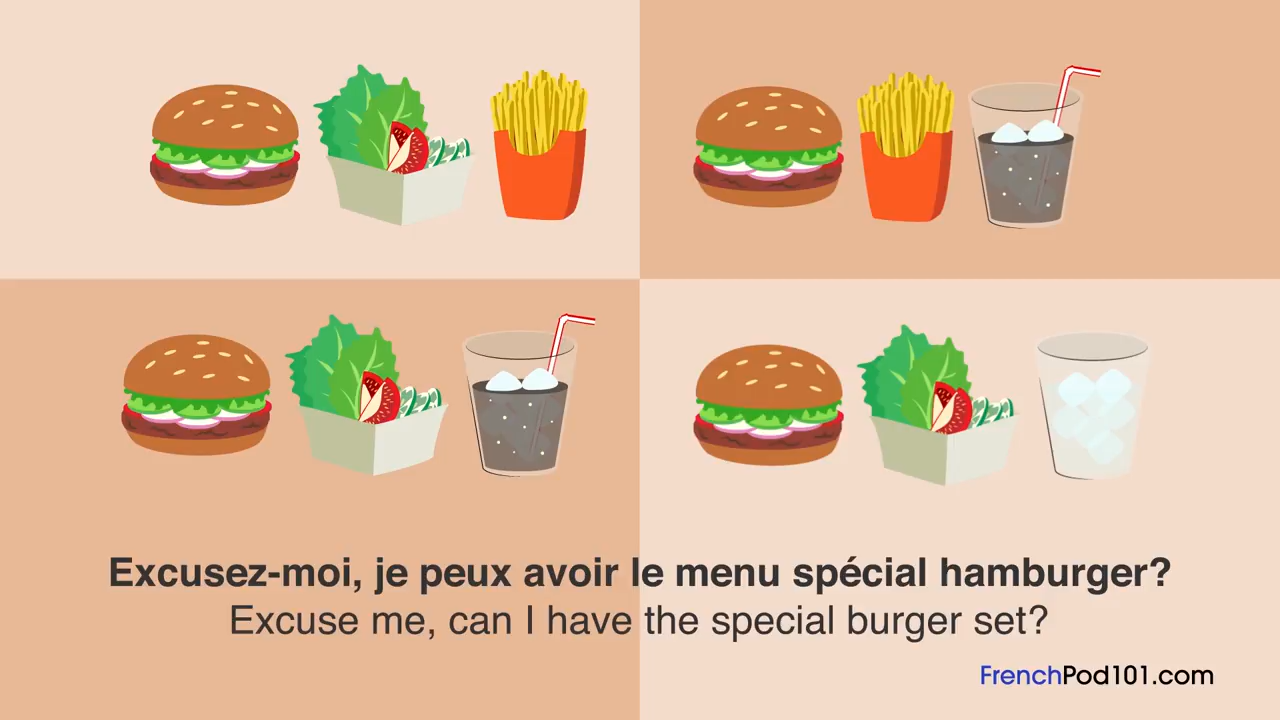 Excusez-moi, je peux avoir le menu spécial hamburger?
Excuse me, can I have the special burger set?
FrenchPod101.com